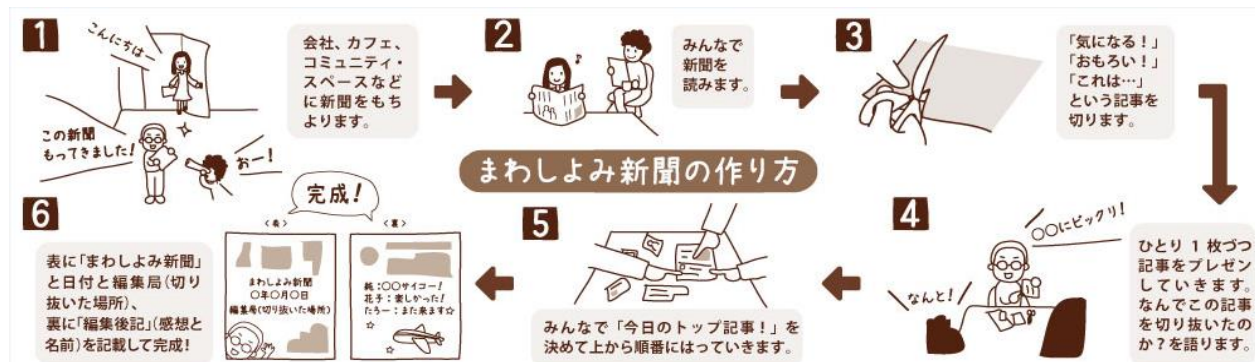 1
こんにちは〜
この新聞
もってきました！
おー！
会社、カフェ、
コミュニティ・
スペースなど
に新聞をもち
よります。
2
みんなで
新聞を
読みます。
3
「気になる！」
「おもろい！」
「これは…」
という記事を
切ります。
まわしよみ新聞の作り方
4
○○にビックリ！
なんと！
ひとり 1 枚づつ
記事をプレゼン
していきます。
なんでこの記事
を切り抜いたの
か？を語ります。
5
みんなで「今日のトップ記事！」を
決めて上から順番にはっていきます。
6
完成！
<表>
まわしよみ新聞
○年○月○日
編集局(切り抜いた場所)
<裏>
純：○○サイコー！
花子：楽しかった！
たろー：また来ます☆
表に「まわしよみ新聞」
と日付と編集局(切り
抜いた場所)、
裏に「編集後記」(感想と
名前)を記載して完成！